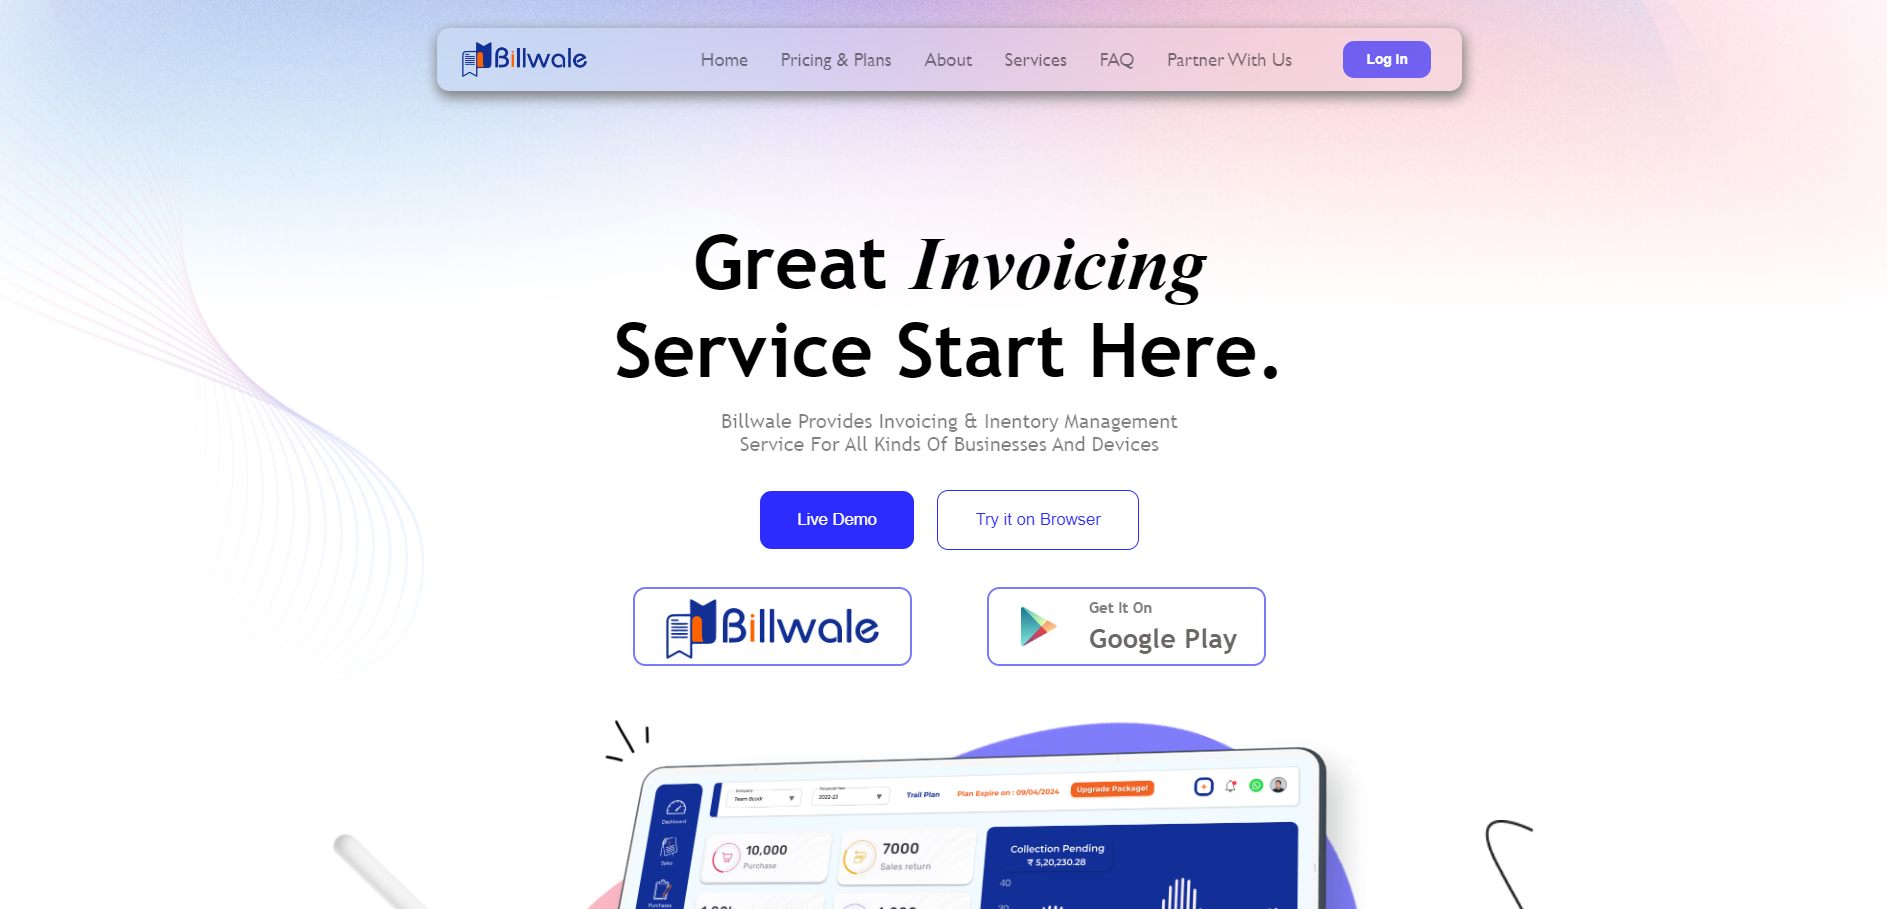 Billwale
Home Pricing & Plans About Services FAQ Partner With Us Log In
Great Invoicing
Service Start Here.
Billwale Provides Invoicing & Inentory Management
Service For All Kinds Of Businesses And Devices
Live Demo Try it on Browser
Billwale
Get It On
Google Play
Company
Team Bcodr
Financial Year
2022-23
Trail Plan
Plan Expire on : 09/04/2024
Upgrade Package!
Dashboard
Sales
Purchases
10,000
Purchase
7000
Sales return
Collection Pending
₹ 5,20,230.28
40